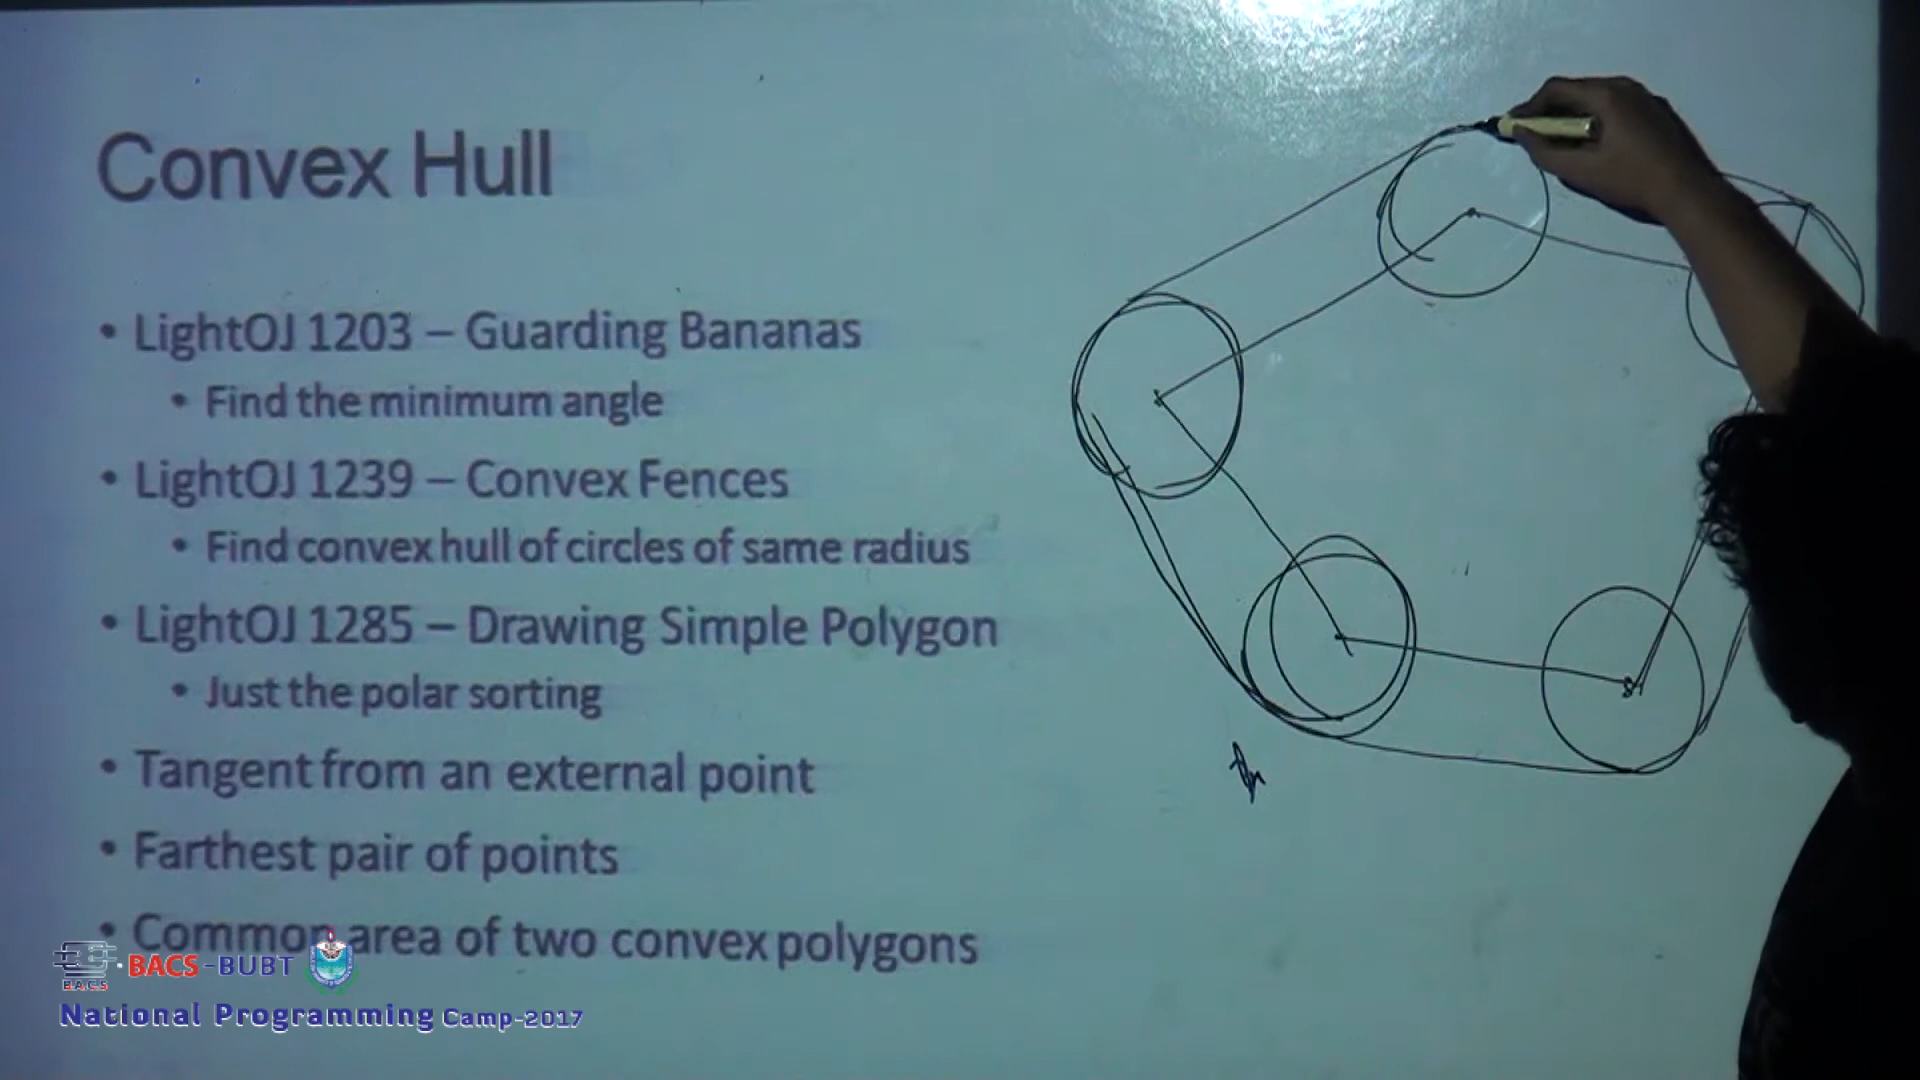 Convex Hull
• LightOJ 1203 – Guarding Bananas
• Find the minimum angle
• LightOJ 1239 – Convex Fences
• Find convex hull of circles of same radius
• LightOJ 1285 – Drawing Simple Polygon
• Just the polar sorting
• Tangent from an external point
• Farthest pair of points
• Common area of two convex polygons
B.A.C.S
BACS-BUBT
National Programming Camp-2017